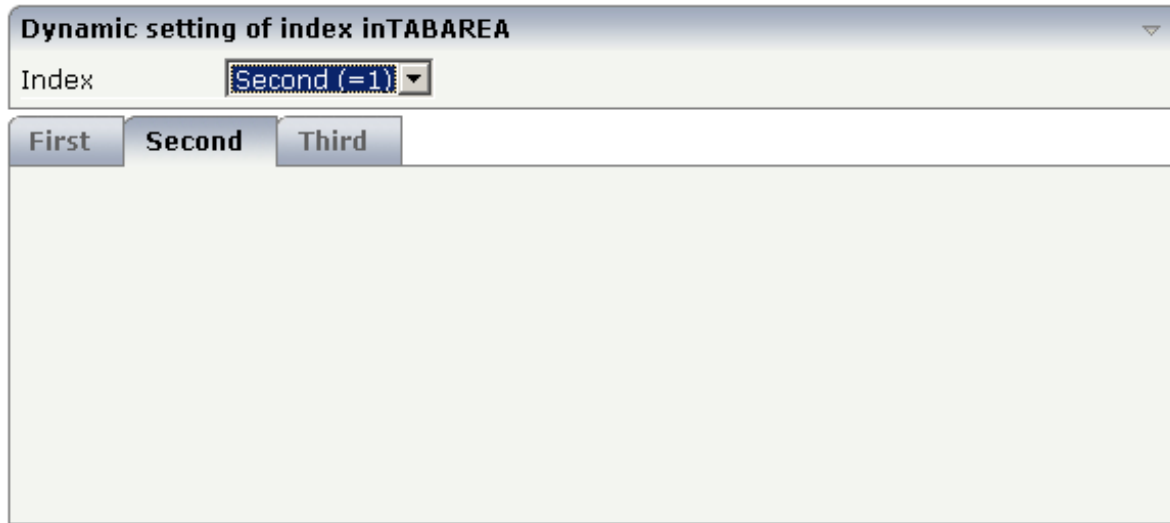 Dynamic setting of index inTABAREA
Index Second (=1)
First Second Third